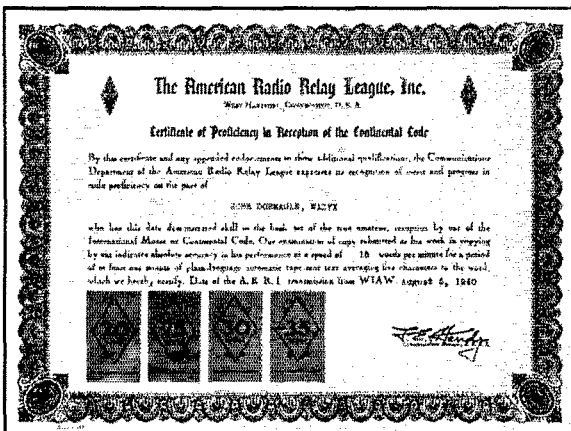 The American Radio Relay League, Inc.
West Hartford, Connecticut, U.S.A.
Certificate of Proficiency in Reception of the Continental Code
By this certificate and any appended endorsements to show additional qualifications, the Communications
Department of the American Radio Relay League expresses its recognition of merit and progress in
code proficiency on the part of
who has this date demonstrated skill in the basic art of the true amateur, reception by use of the
International Morse or Continental Code. Our examination of copy submitted as his work in copying
by ear indicates absolute accuracy in his performance at a speed of words per minute for a period
of at least one minute of plain-language automatic tape-sent text averaging five characters to the word,
which we hereby certify. Date of the A.R.R.L. transmission from W1AW August 6, 1940
20
25
30
35